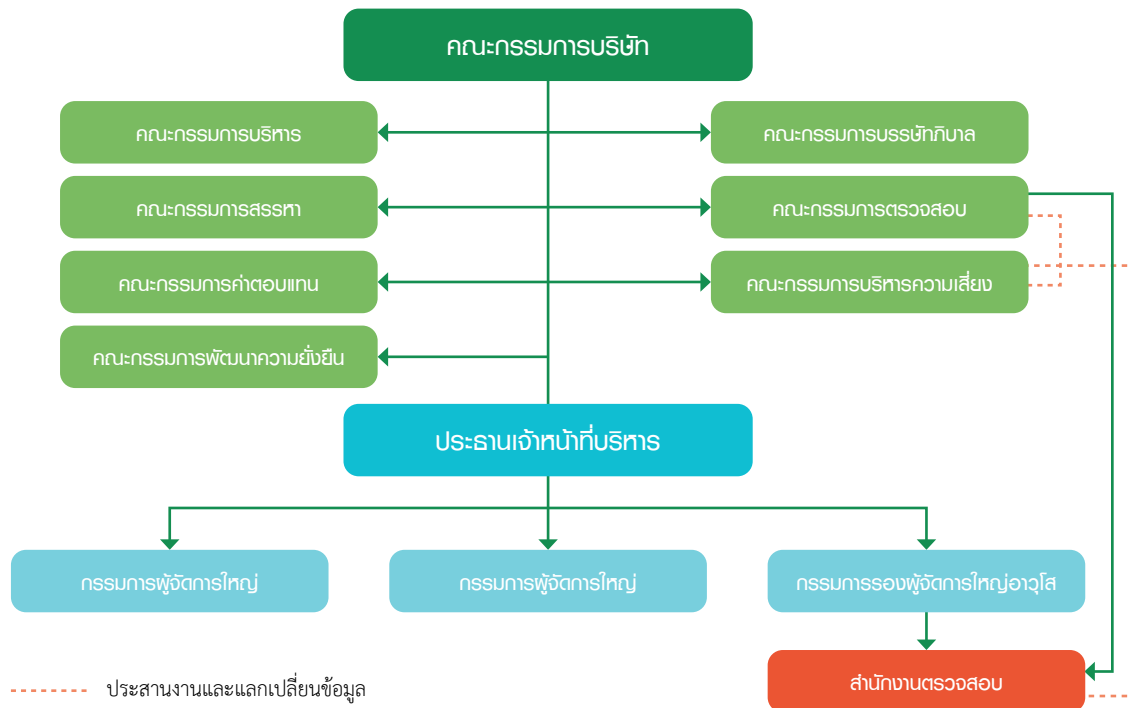 คณะกรรมการบริษัท
คณะกรรมการบริหาร
คณะกรรมการบรรษัทภิบาล
คณะกรรมการสรรหา
คณะกรรมการตรวจสอบ
คณะกรรมการค่าตอบแทน
คณะกรรมการบริหารความเสี่ยง
คณะกรรมการพัฒนาความยั่งยืน
ประธานเจ้าหน้าที่บริหาร
กรรมการผู้จัดการใหญ่
กรรมการผู้จัดการใหญ่
กรรมการรองผู้จัดการใหญ่อาวุโส
สำนักงานตรวจสอบ
ประสานงานและแลกเปลี่ยนข้อมูล